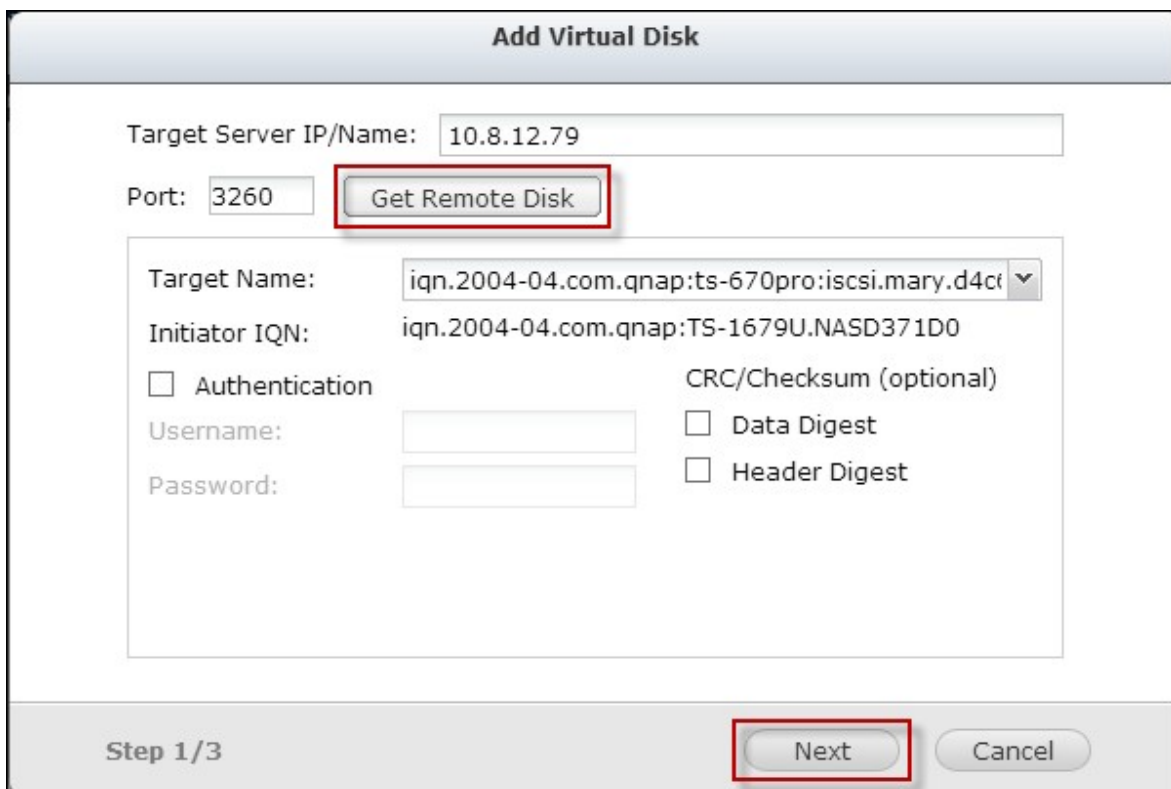 Add Virtual Disk
Target Server IP/Name: 10.8.12.79
Port: 3260 Get Remote Disk
Target Name: iqn.2004-04.com.qnap:ts-670pro:iscsi.mary.d4c6
Initiator IQN: iqn.2004-04.com.qnap:TS-1679U.NASD371D0
Authentication CRC/Checksum (optional)
Username: Data Digest
Password: Header Digest
Step 1/3 Next Cancel